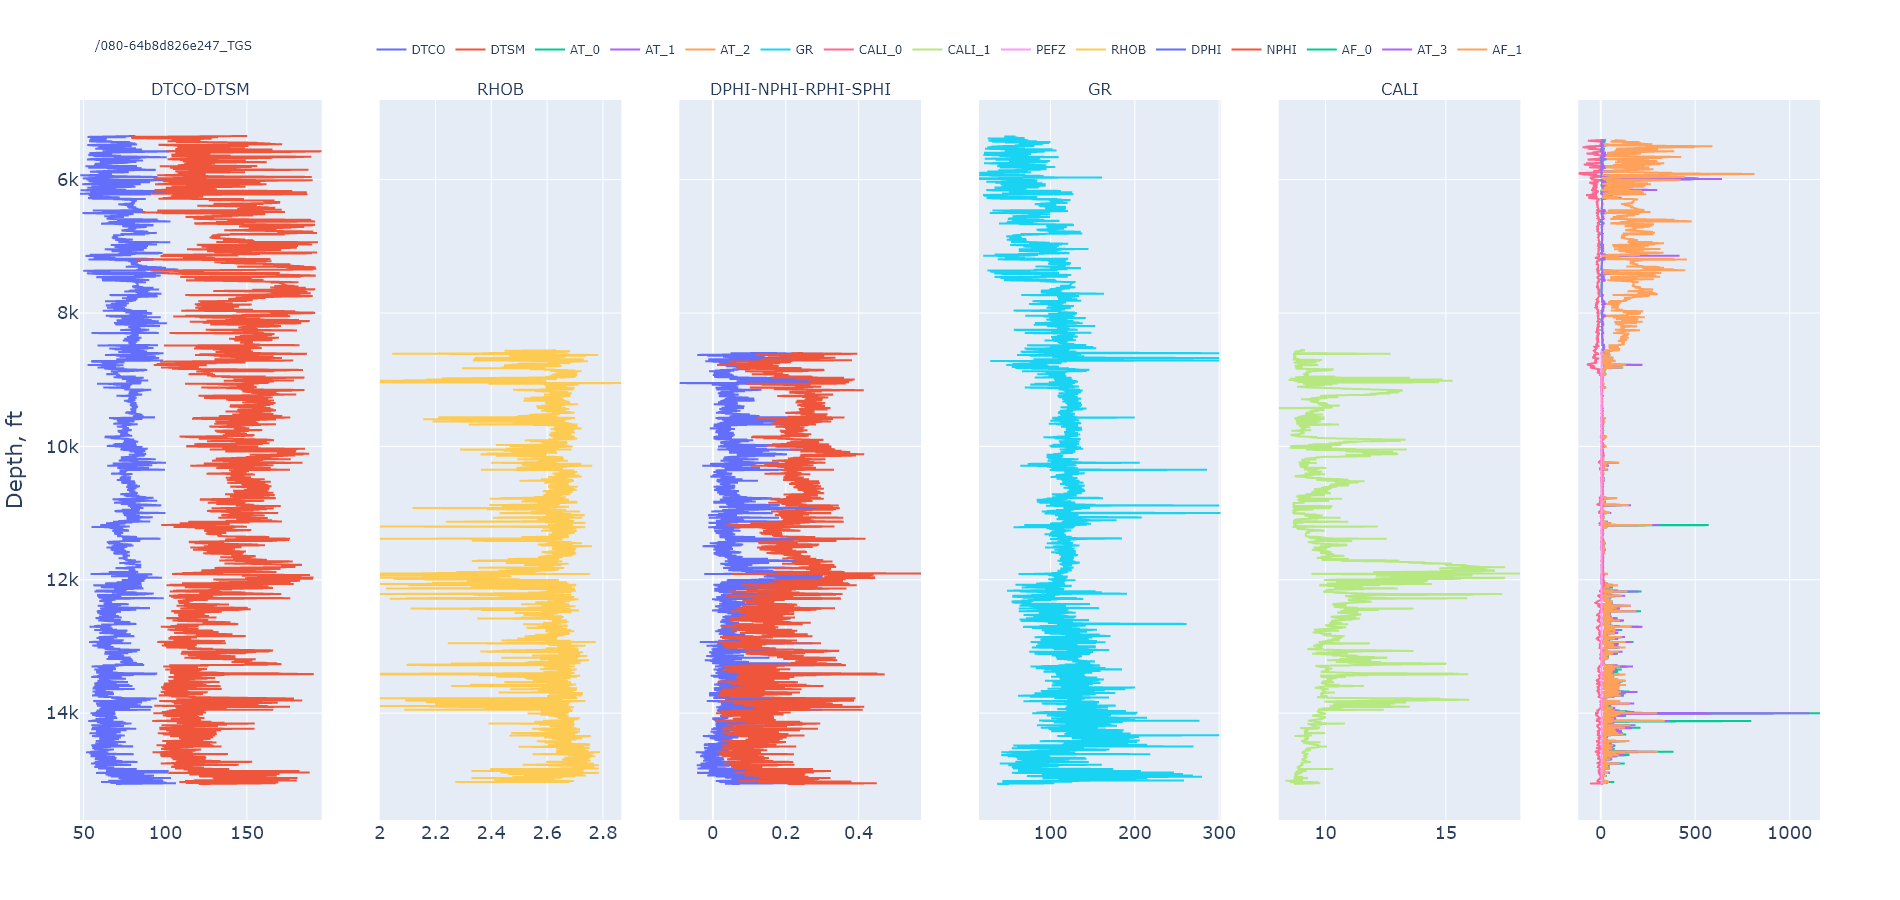 /080-64b8d826e247_TGS
DTCO DTSM AT_0 AT_1 AT_2 GR CALI_0 CALI_1 PEFZ RHOB DPHI NPHI AF_0 AT_3 AF_1
DTCO-DTSM RHOB DPHI-NPHI-RPHI-SPHI GR CALI
Depth, ft
6k
8k
10k
12k
14k
50 100 150 2 2.2 2.4 2.6 2.8 0 0.2 0.4 100 200 300 10 15 0 500 1000